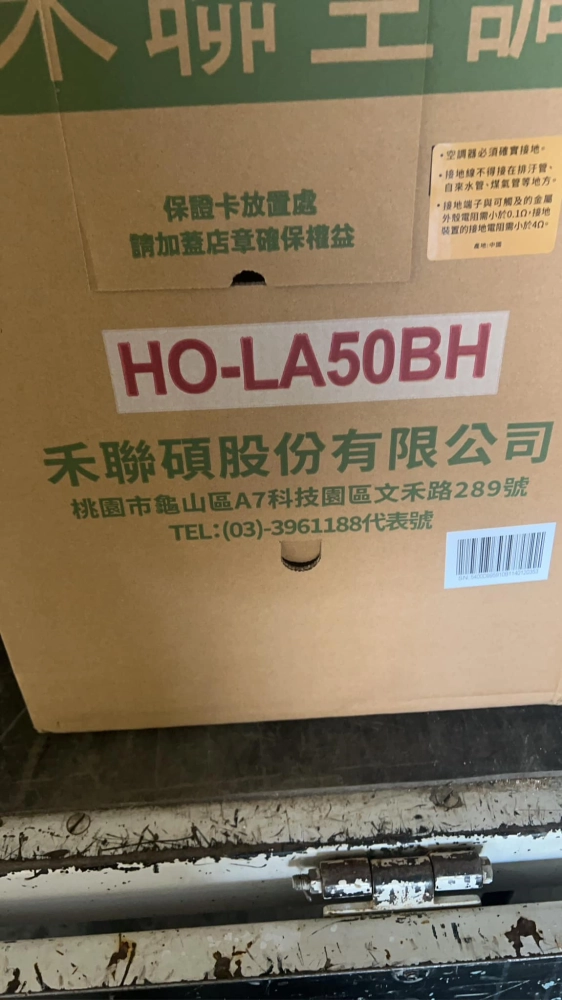 禾聯空調
保證卡放置處
請加蓋店章確保權益
•空調器必須確實接地。
•接地線不得接在排汙管、
自來水管、煤氣管等地方。
•接地端子與可觸及的金屬
外殼電阻需小於0.1Ω,接地
裝置的接地電阻需小於4Ω。
產地:中國
HO-LA50BH
禾聯碩股份有限公司
桃園市龜山區A7科技園區文禾路289號
TEL:(03)-3961188代表號